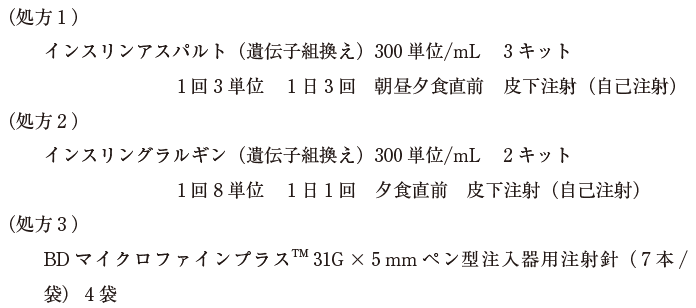 (処方１)
インスリンアスパルト（遺伝子組換え）300 単位/mL　３キット
１回３単位　１日３回　朝昼夕食直前　皮下注射（自己注射）
(処方２)
インスリングラルギン（遺伝子組換え）300 単位/mL　２キット
１回８単位　１日１回　夕食直前　皮下注射（自己注射）
(処方３)
BD マイクロファインプラス™ 31G × 5 mm ペン型注入器用注射針（７本/
袋）４袋